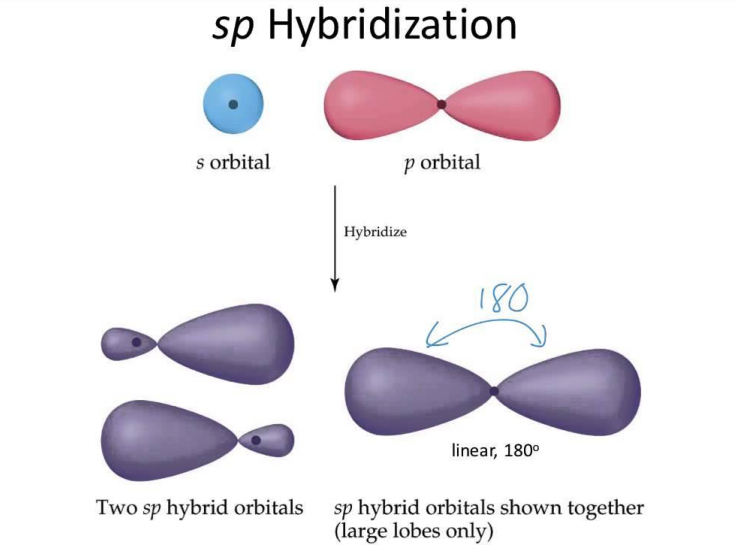 sp Hybridization
s orbital
p orbital
Hybridize
180
linear, 180º
Two sp hybrid orbitals
sp hybrid orbitals shown together
(large lobes only)